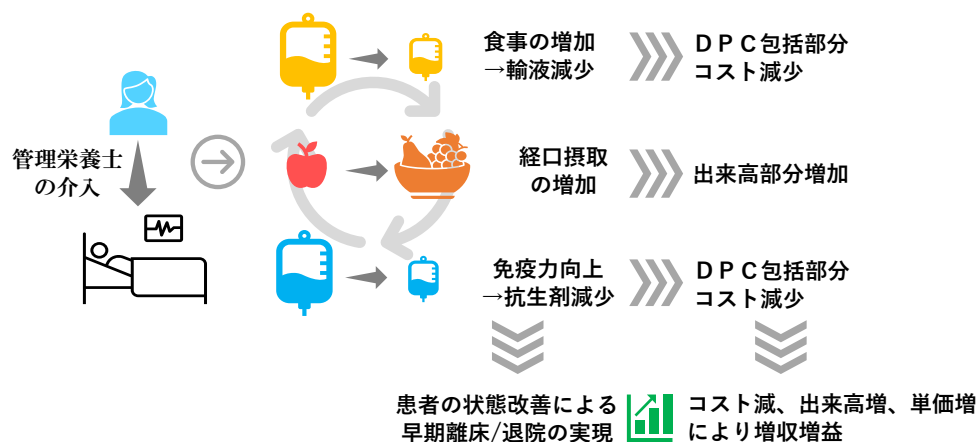 食事の増加
→輸液減少
ＤＰＣ包括部分
コスト減少
管理栄養士
の介入
経口摂取
の増加
出来高部分増加
免疫力向上
→抗生剤減少
ＤＰＣ包括部分
コスト減少
患者の状態改善による
早期離床/退院の実現
コスト減、出来高増、単価増
により増収増益